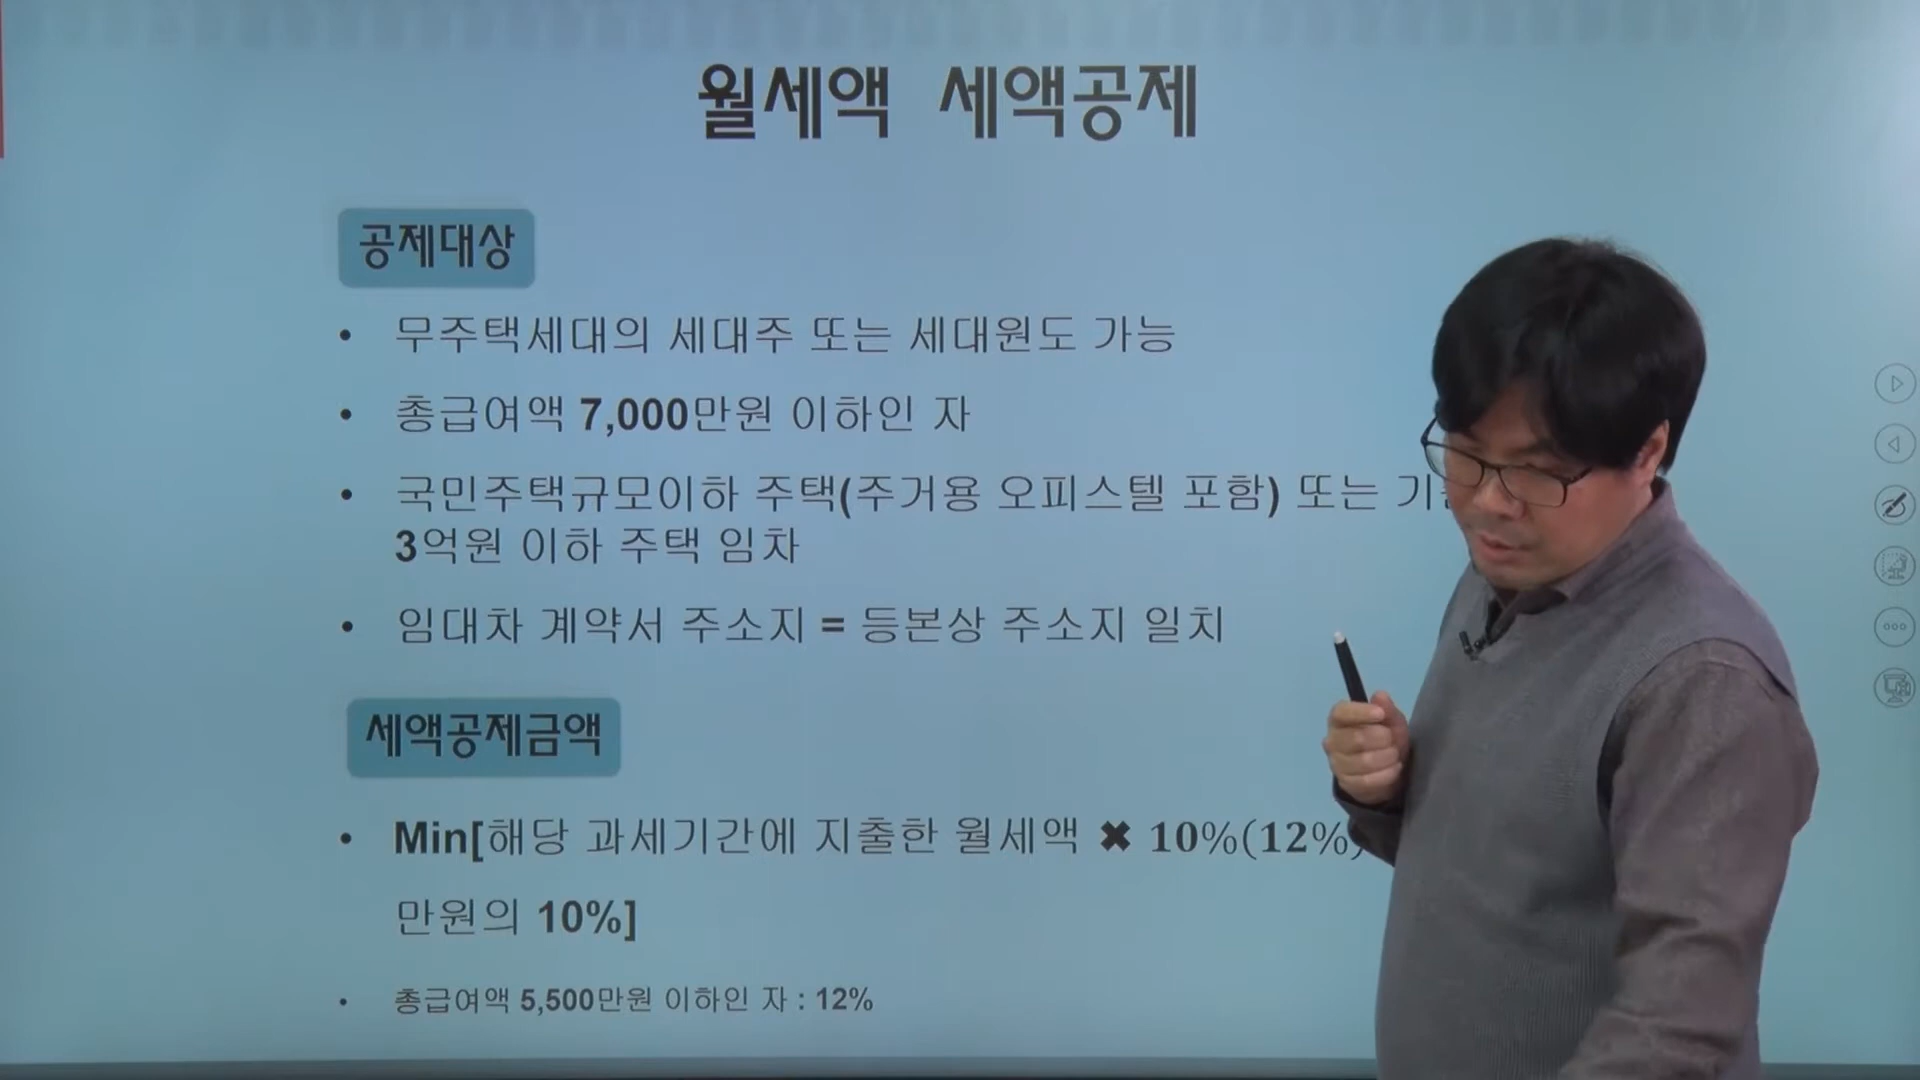 월세액 세액공제
공제대상
• 무주택세대의 세대주 또는 세대원도 가능
• 총급여액 7,000만원 이하인 자
• 국민주택규모이하 주택(주거용 오피스텔 포함) 또는
3억원 이하 주택 임차
• 임대차 계약서 주소지 = 등본상 주소지 일치
세액공제금액
• Min[해당 과세기간에 지출한 월세액 ✖ 10%(12%)
만원의 10%]
• 총급여액 5,500만원 이하인 자 : 12%